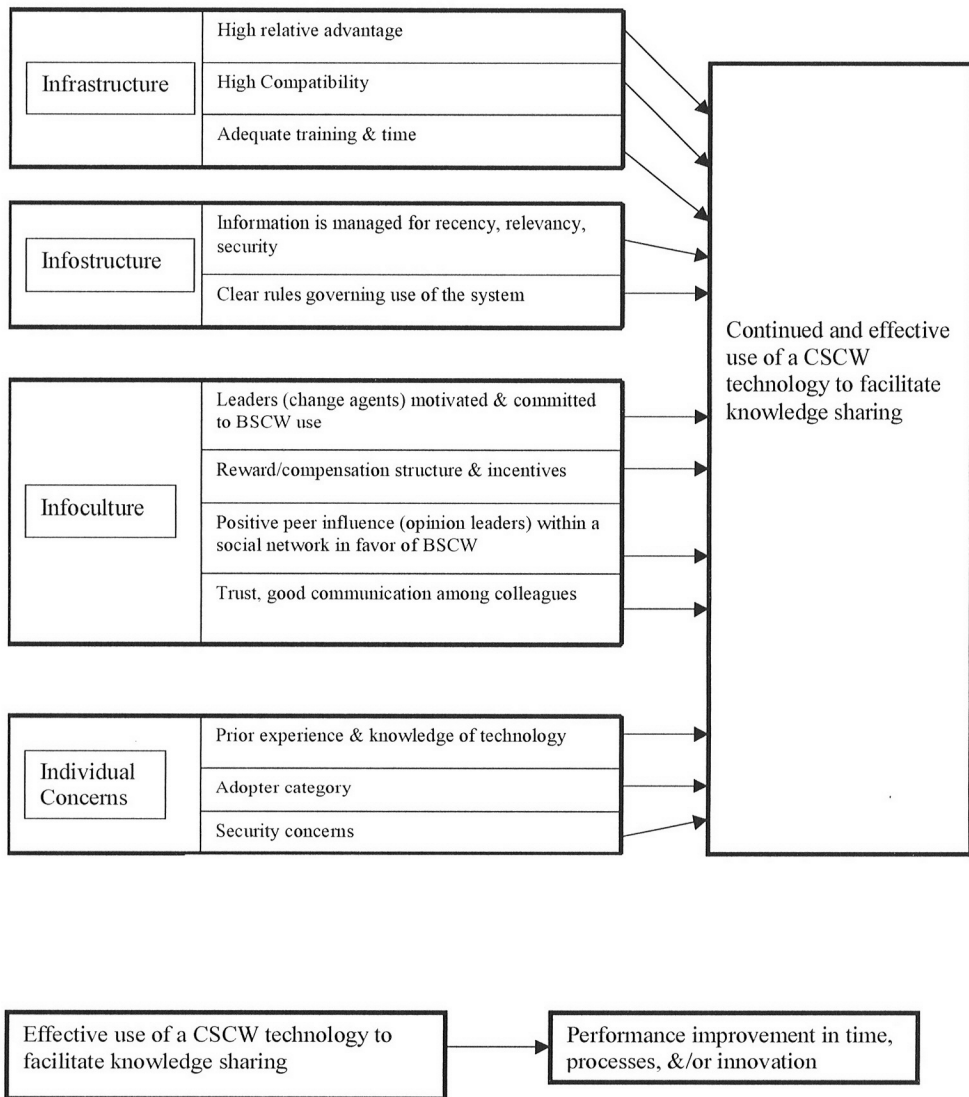 Infrastructure
High relative advantage
High Compatibility
Adequate training & time
Infostructure
Information is managed for recency, relevancy,
security
Clear rules governing use of the system
Continued and effective
use of a CSCW
technology to facilitate
knowledge sharing
Infoculture
Leaders (change agents) motivated & committed
to BSCW use
Reward/compensation structure & incentives
Positive peer influence (opinion leaders) within a
social network in favor of BSCW
Trust, good communication among colleagues
Individual
Concerns
Prior experience & knowledge of technology
Adopter category
Security concerns
Effective use of a CSCW technology to
facilitate knowledge sharing
Performance improvement in time,
processes, &/or innovation